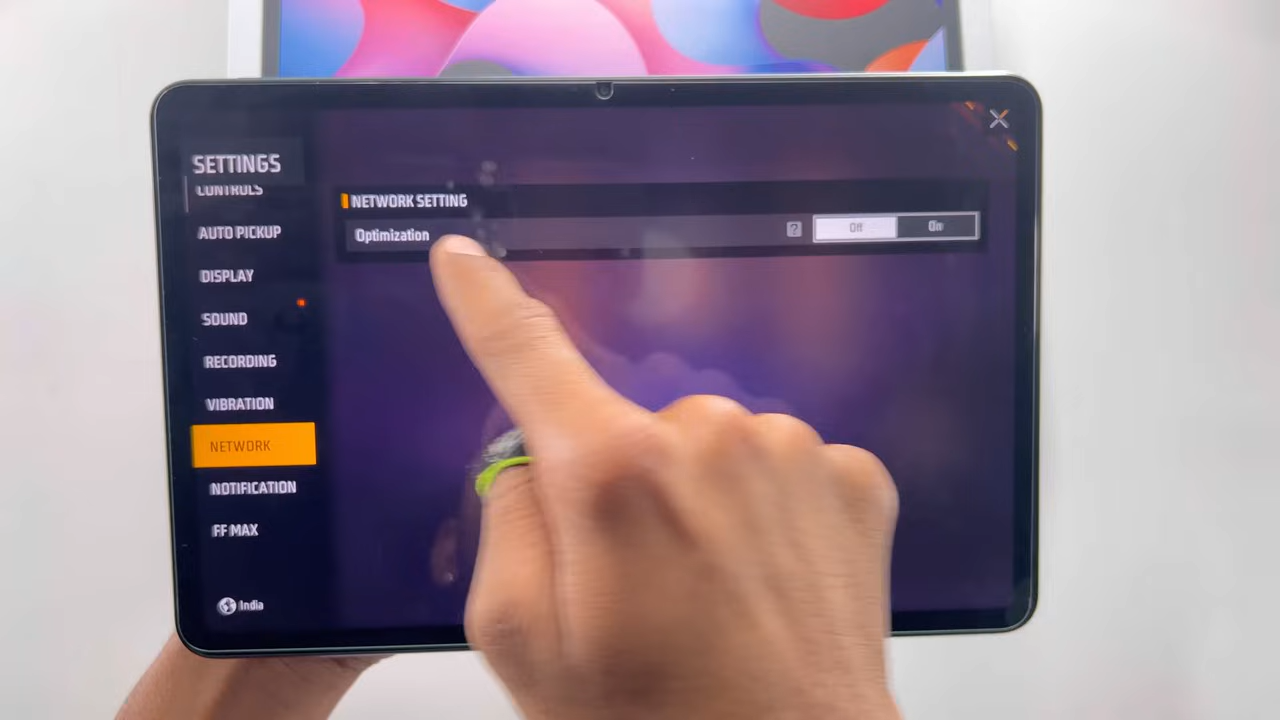 SETTINGS
CONTROLS
AUTO PICKUP
DISPLAY
SOUND
RECORDING
VIBRATION
NETWORK
NOTIFICATION
FF MAX
India
NETWORK SETTING
Optimization ? Off On